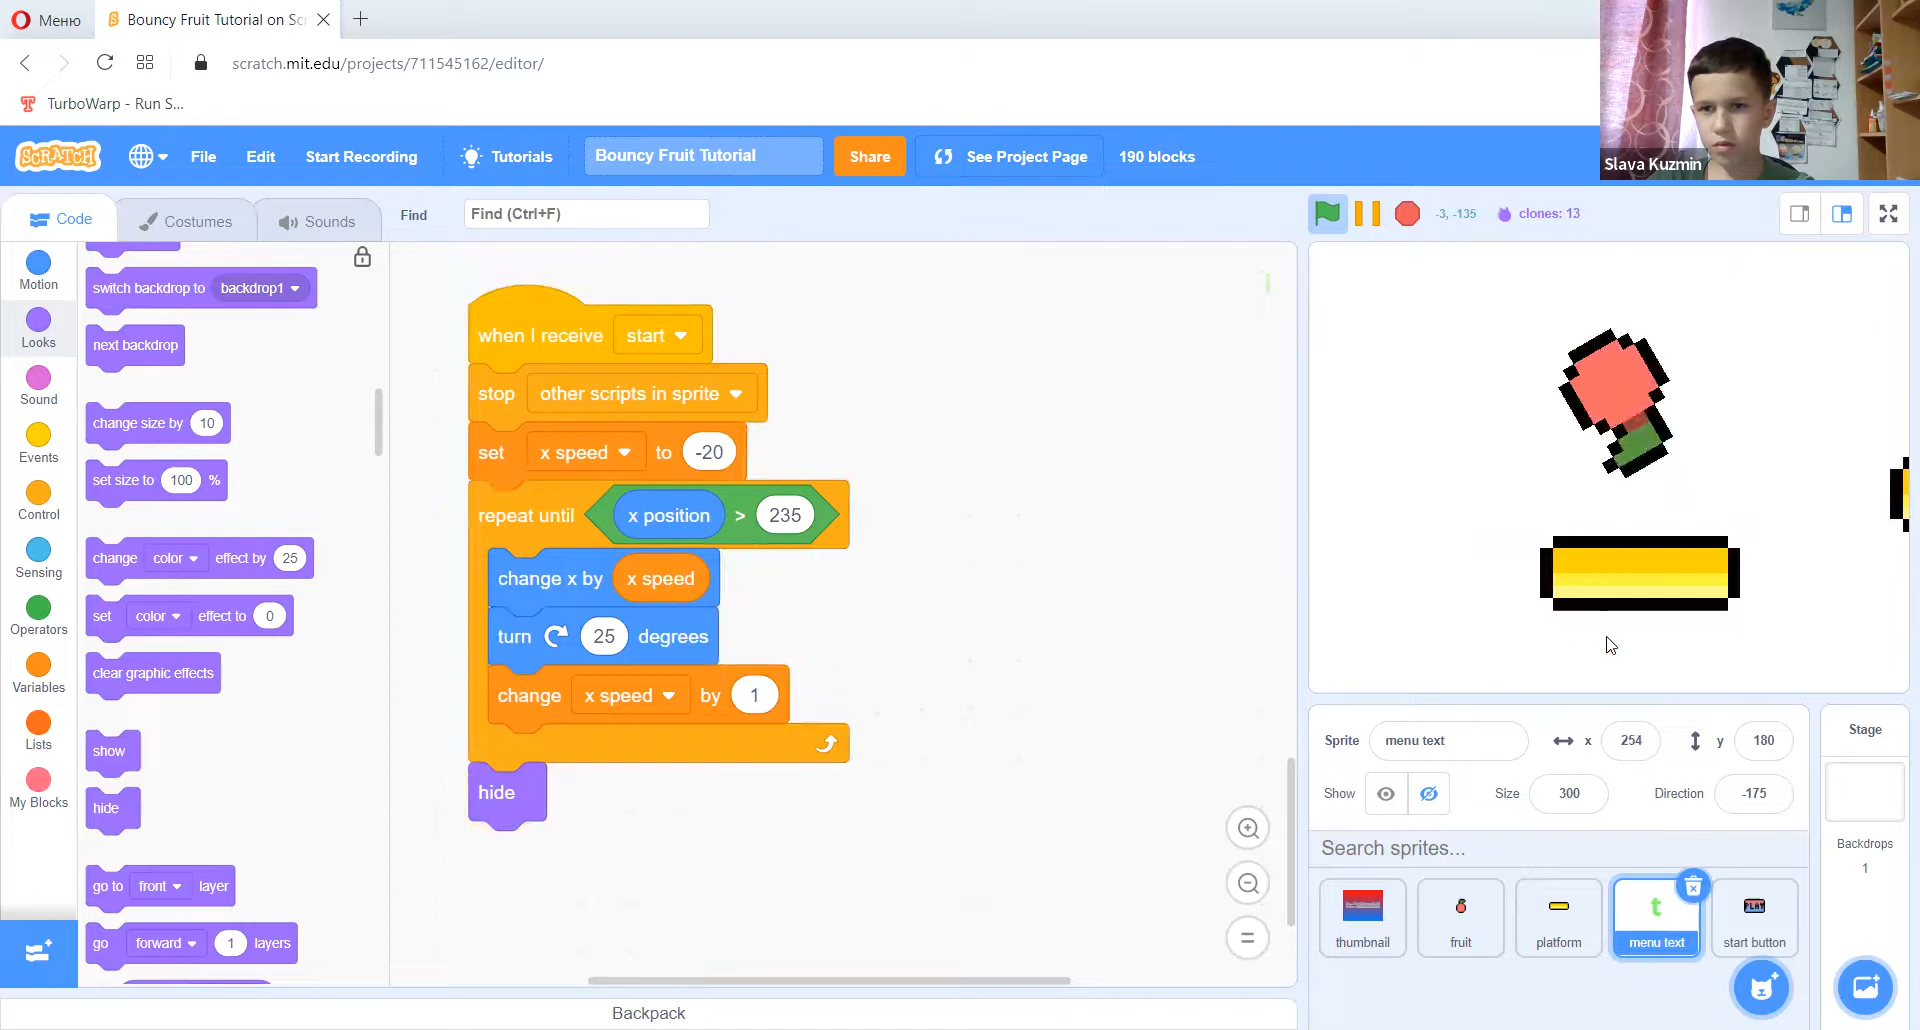 Меню
Bouncy Fruit Tutorial on Sc
scratch.mit.edu/projects/711545162/editor/
TurboWarp - Run S...
Slava Kuzmin
SCRATCH
File
Edit
Start Recording
Tutorials
Bouncy Fruit Tutorial
Share
See Project Page
190 blocks
Code
Costumes
Sounds
Find
Find (Ctrl+F)
-3, -135
clones: 13
Motion
Looks
Sound
Events
Control
Sensing
Operators
Variables
Lists
My Blocks
switch backdrop to backdrop1
next backdrop
change size by 10
set size to 100 %
change color effect by 25
set color effect to 0
clear graphic effects
show
hide
go to front layer
go forward 1 layers
when I receive start
stop other scripts in sprite
set x speed to -20
repeat until x position > 235
change x by x speed
turn 25 degrees
change x speed by 1
hide
Sprite menu text x 254 y 180
Show Size 300 Direction -175
Search sprites...
thumbnail
fruit
platform
t
menu text
PLAY
start button
Stage
Backdrops
1
Backpack